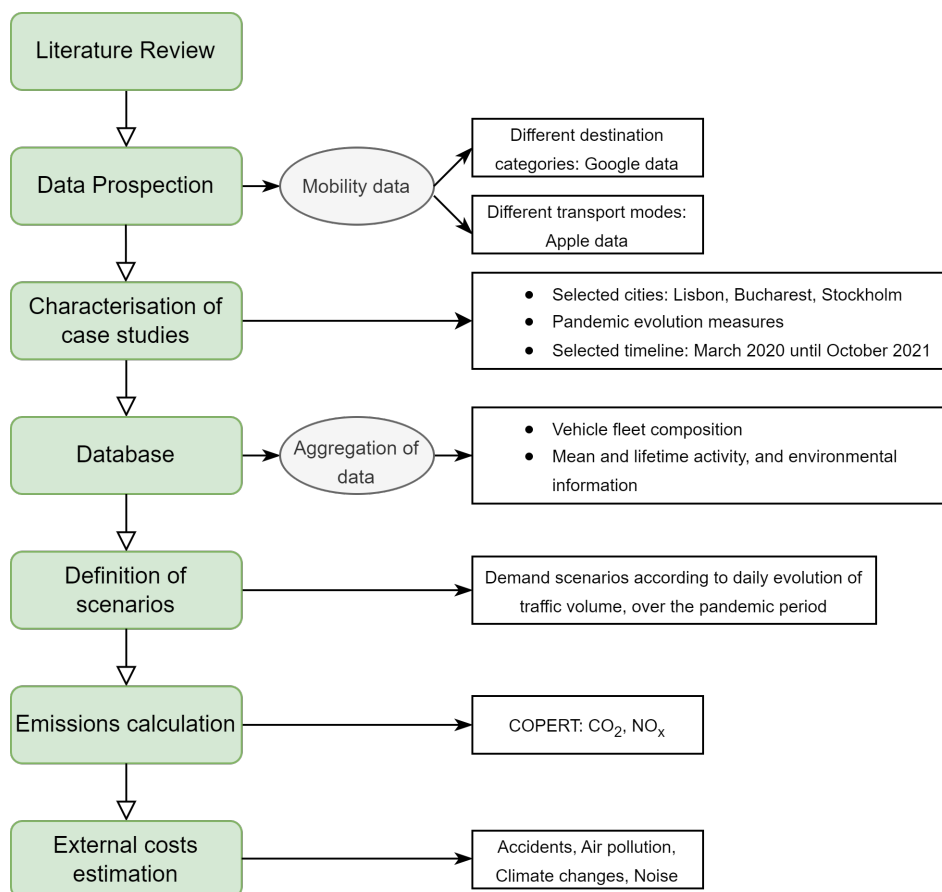 Literature Review
Data Prospection
Mobility data
Different destination
categories: Google data
Different transport modes:
Apple data
Characterisation of
case studies
● Selected cities: Lisbon, Bucharest, Stockholm
● Pandemic evolution measures
● Selected timeline: March 2020 until October 2021
Database
Aggregation of
data
● Vehicle fleet composition
● Mean and lifetime activity, and environmental
information
Definition of
scenarios
Demand scenarios according to daily evolution of
traffic volume, over the pandemic period
Emissions calculation
COPERT: CO₂, NOₓ
External costs
estimation
Accidents, Air pollution,
Climate changes, Noise